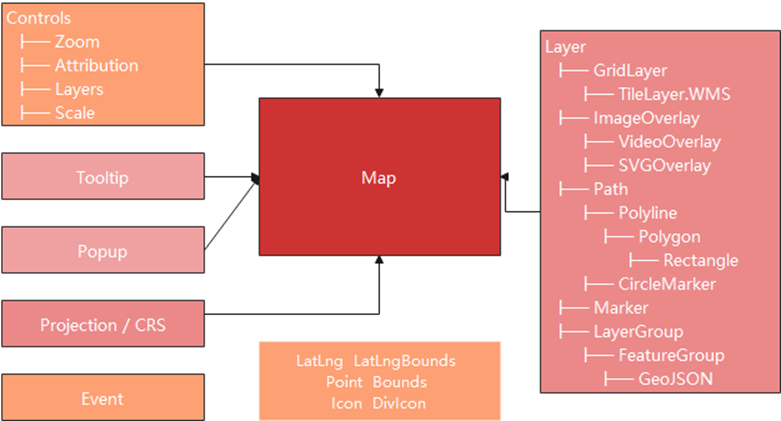 Controls
Zoom
Attribution
Layers
Scale
Tooltip
Popup
Projection / CRS
Event
Map
LatLng LatLngBounds
Point Bounds
Icon DivIcon
Layer
GridLayer
TileLayer.WMS
ImageOverlay
VideoOverlay
SVGOverlay
Path
Polyline
Polygon
Rectangle
CircleMarker
Marker
LayerGroup
FeatureGroup
GeoJSON